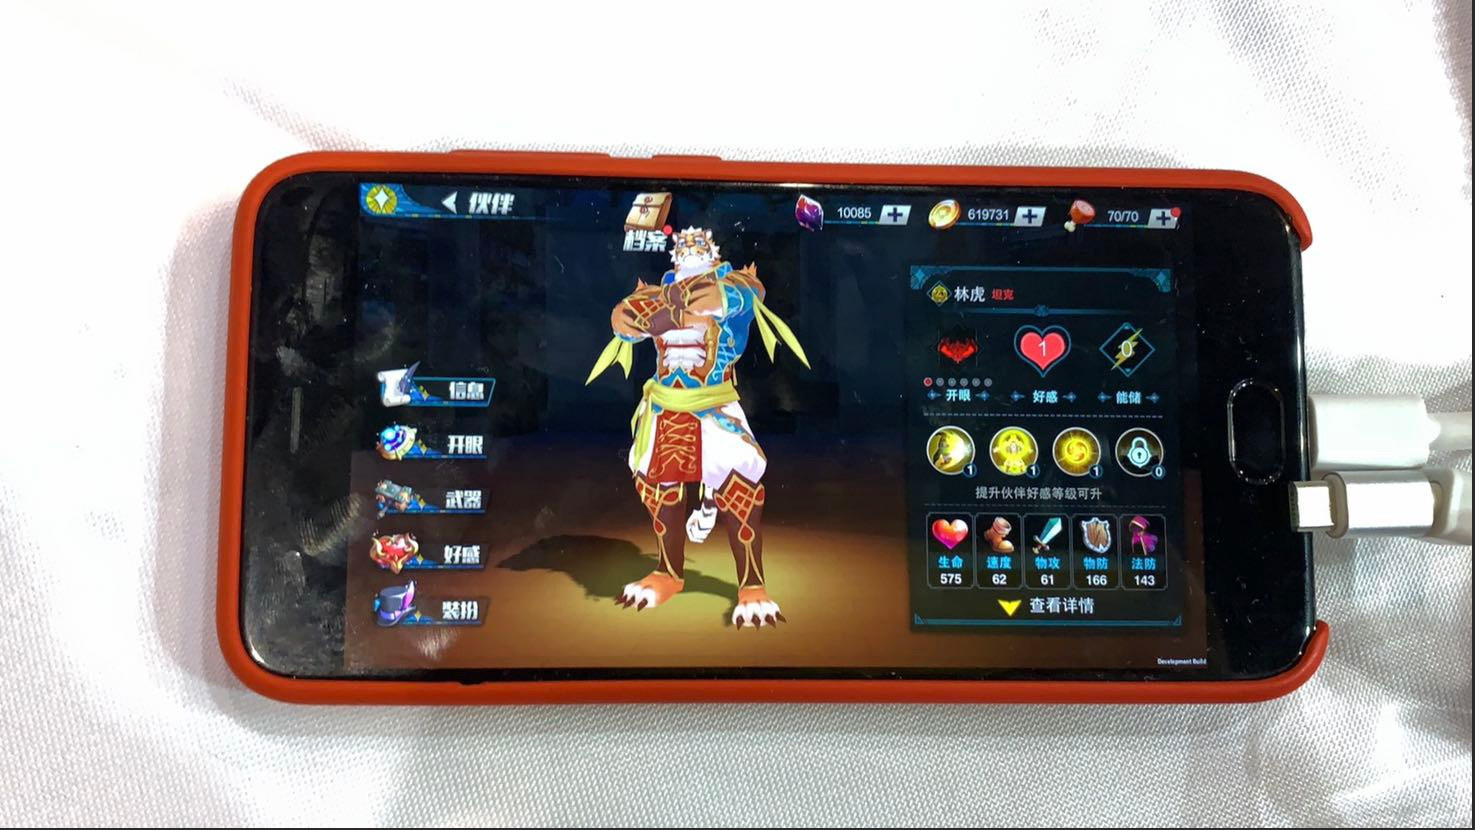 伙伴
档案
10085
619731
70/70
信息
开眼
武器
好感
装扮
林虎 坦克
1
0
开眼 好感 能储
1 1 1 0
提升伙伴好感等级可升
生命 速度 物攻 物防 法防
575 62 61 166 143
查看详情
Development Build